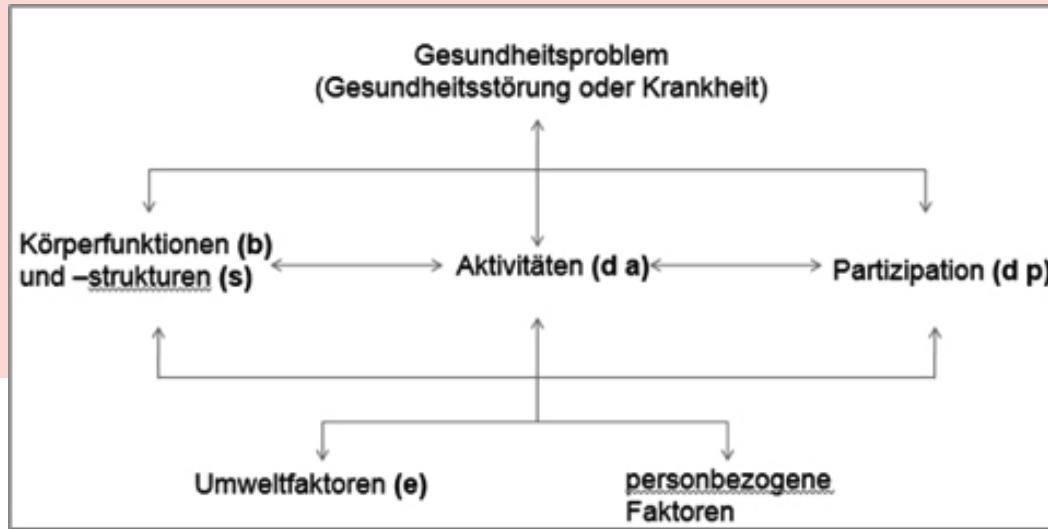 Gesundheitsproblem
(Gesundheitsstörung oder Krankheit)
Körperfunktionen (b)
und –strukturen (s)
Aktivitäten (d a)
Partizipation (d p)
Umweltfaktoren (e)
personbezogene
Faktoren